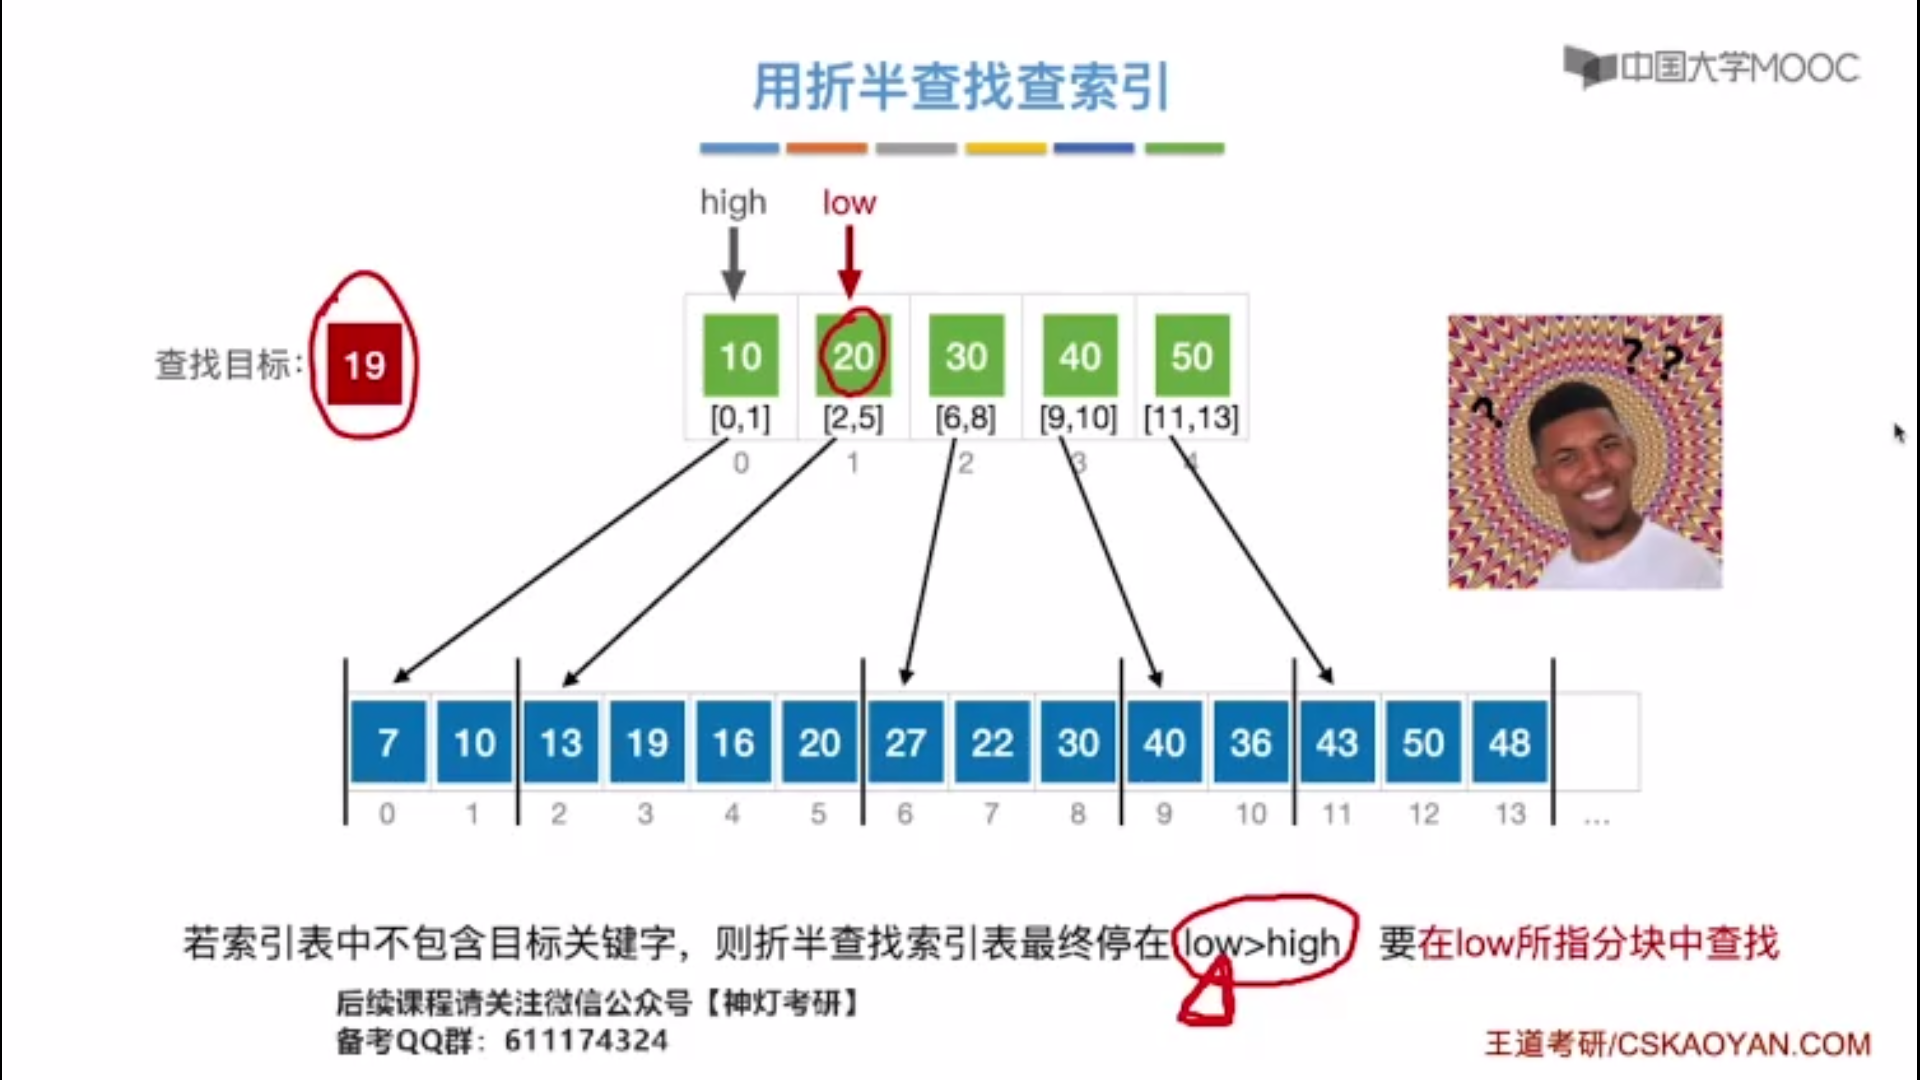 中国大学MOOC
用折半查找查索引
high low
查找目标： 19
10 20 30 40 50
[0,1] [2,5] [6,8] [9,10] [11,13]
0 1 2 3 4
? ? ?
7 10 13 19 16 20 27 22 30 40 36 43 50 48
0 1 2 3 4 5 6 7 8 9 10 11 12 13 ...
若索引表中不包含目标关键字，则折半查找索引表最终停在 low>high 要在low所指分块中查找
后续课程请关注微信公众号【神灯考研】
备考QQ群：611174324
王道考研/CSKAOYAN.COM